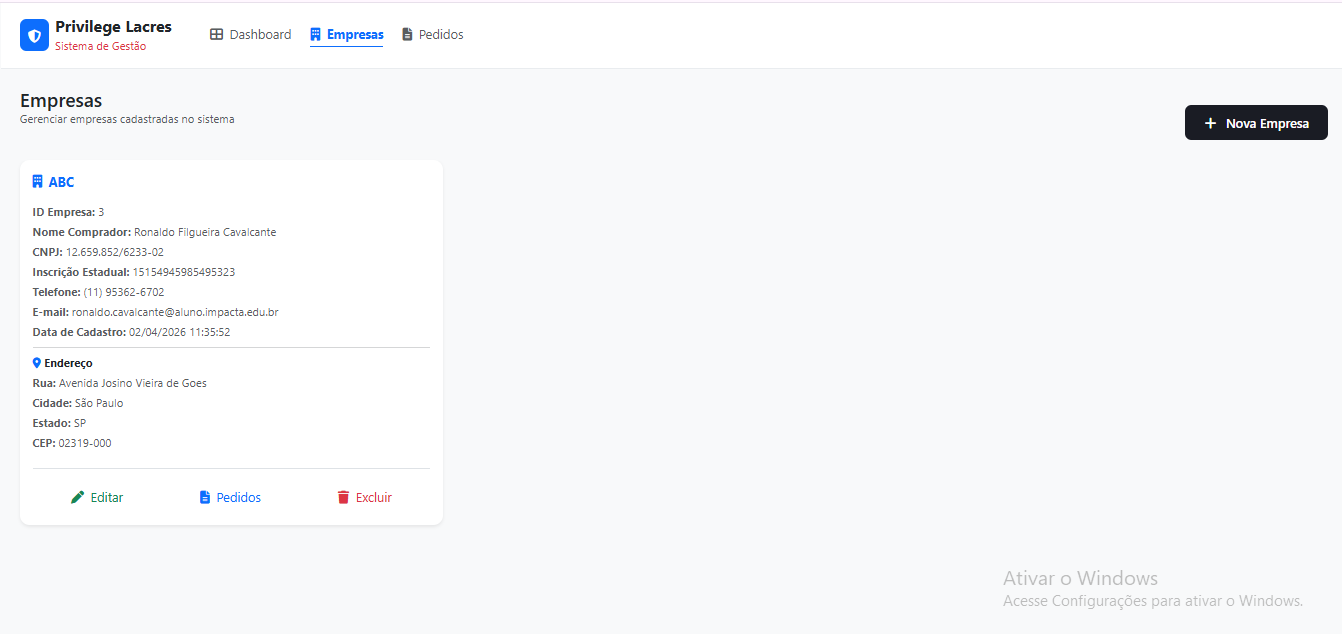 Privilege Lacres
Sistema de Gestão
Dashboard
Empresas
Pedidos
Empresas
Gerenciar empresas cadastradas no sistema
+ Nova Empresa
ABC
ID Empresa: 3
Nome Comprador: Ronaldo Filgueira Cavalcante
CNPJ: 12.659.852/6233-02
Inscrição Estadual: 15154945985495323
Telefone: (11) 95362-6702
E-mail: ronaldo.cavalcante@aluno.impacta.edu.br
Data de Cadastro: 02/04/2026 11:35:52
Endereço
Rua: Avenida Josino Vieira de Goes
Cidade: São Paulo
Estado: SP
CEP: 02319-000
Editar
Pedidos
Excluir
Ativar o Windows
Acesse Configurações para ativar o Windows.